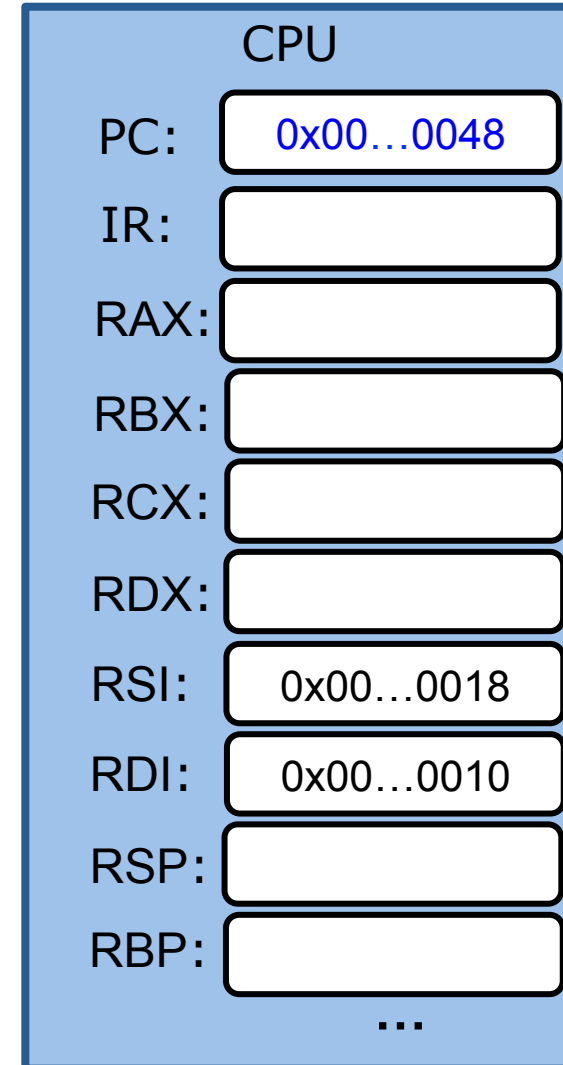 CPU
PC: 0x00…0048
IR:
RAX:
RBX:
RCX:
RDX:
RSI: 0x00…0018
RDI: 0x00…0010
RSP:
RBP:
…